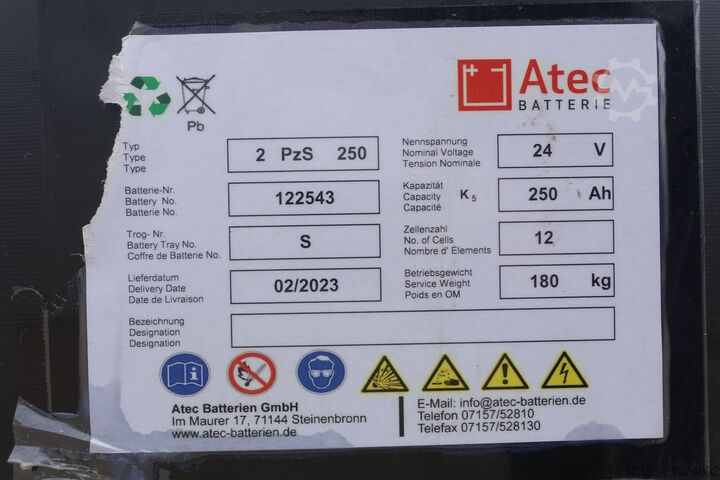 Atec
BATTERIE
Pb
Typ
Type
Type
2 PzS 250
Nennspannung
Nominal Voltage
Tension Nominale
24 V
Batterie-Nr.
Battery No.
Batterie No.
122543
Kapazität
Capacity
Capacité
K5
250 Ah
Trog- Nr.
Battery Tray No.
Coffre de Batterie No.
S
Zellenzahl
No. of Cells
Nombre d' Elements
12
Lieferdatum
Delivery Date
Date de Livraison
02/2023
Betriebsgewicht
Service Weight
Poids en OM
180 kg
Bezeichnung
Designation
Designation
Atec Batterien GmbH
Im Maurer 17, 71144 Steinenbronn
www.atec-batterien.de
E-Mail: info@atec-batterien.de
Telefon 07157/52810
Telefax 07157/528130